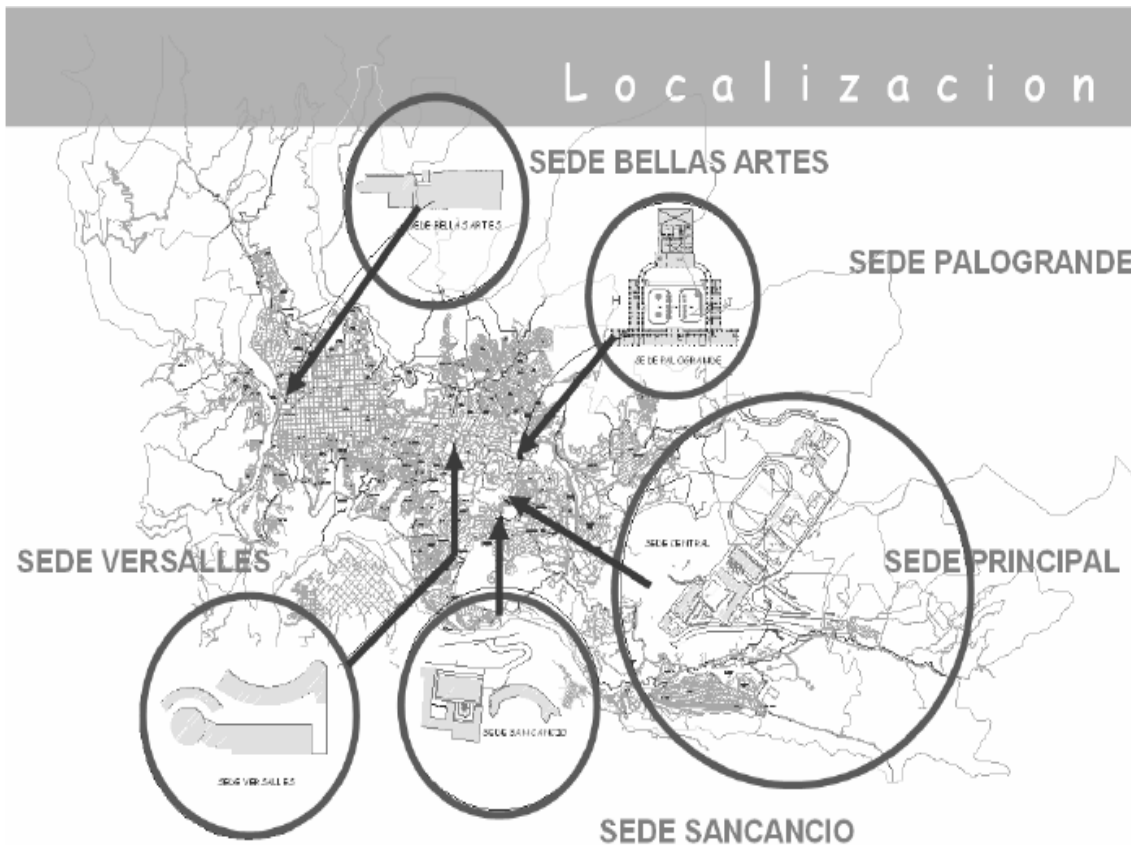 Localizacion
SEDE BELLAS ARTES
SEDE BELLAS ARTES
SEDE PALOGRANDE
SEDE PALOGRANDE
SEDE CENTRAL
SEDE VERSALLES
SEDE PRINCIPAL
SEDE SANCANCIO
SEDE VERSALLES
SEDE SANCANCIO